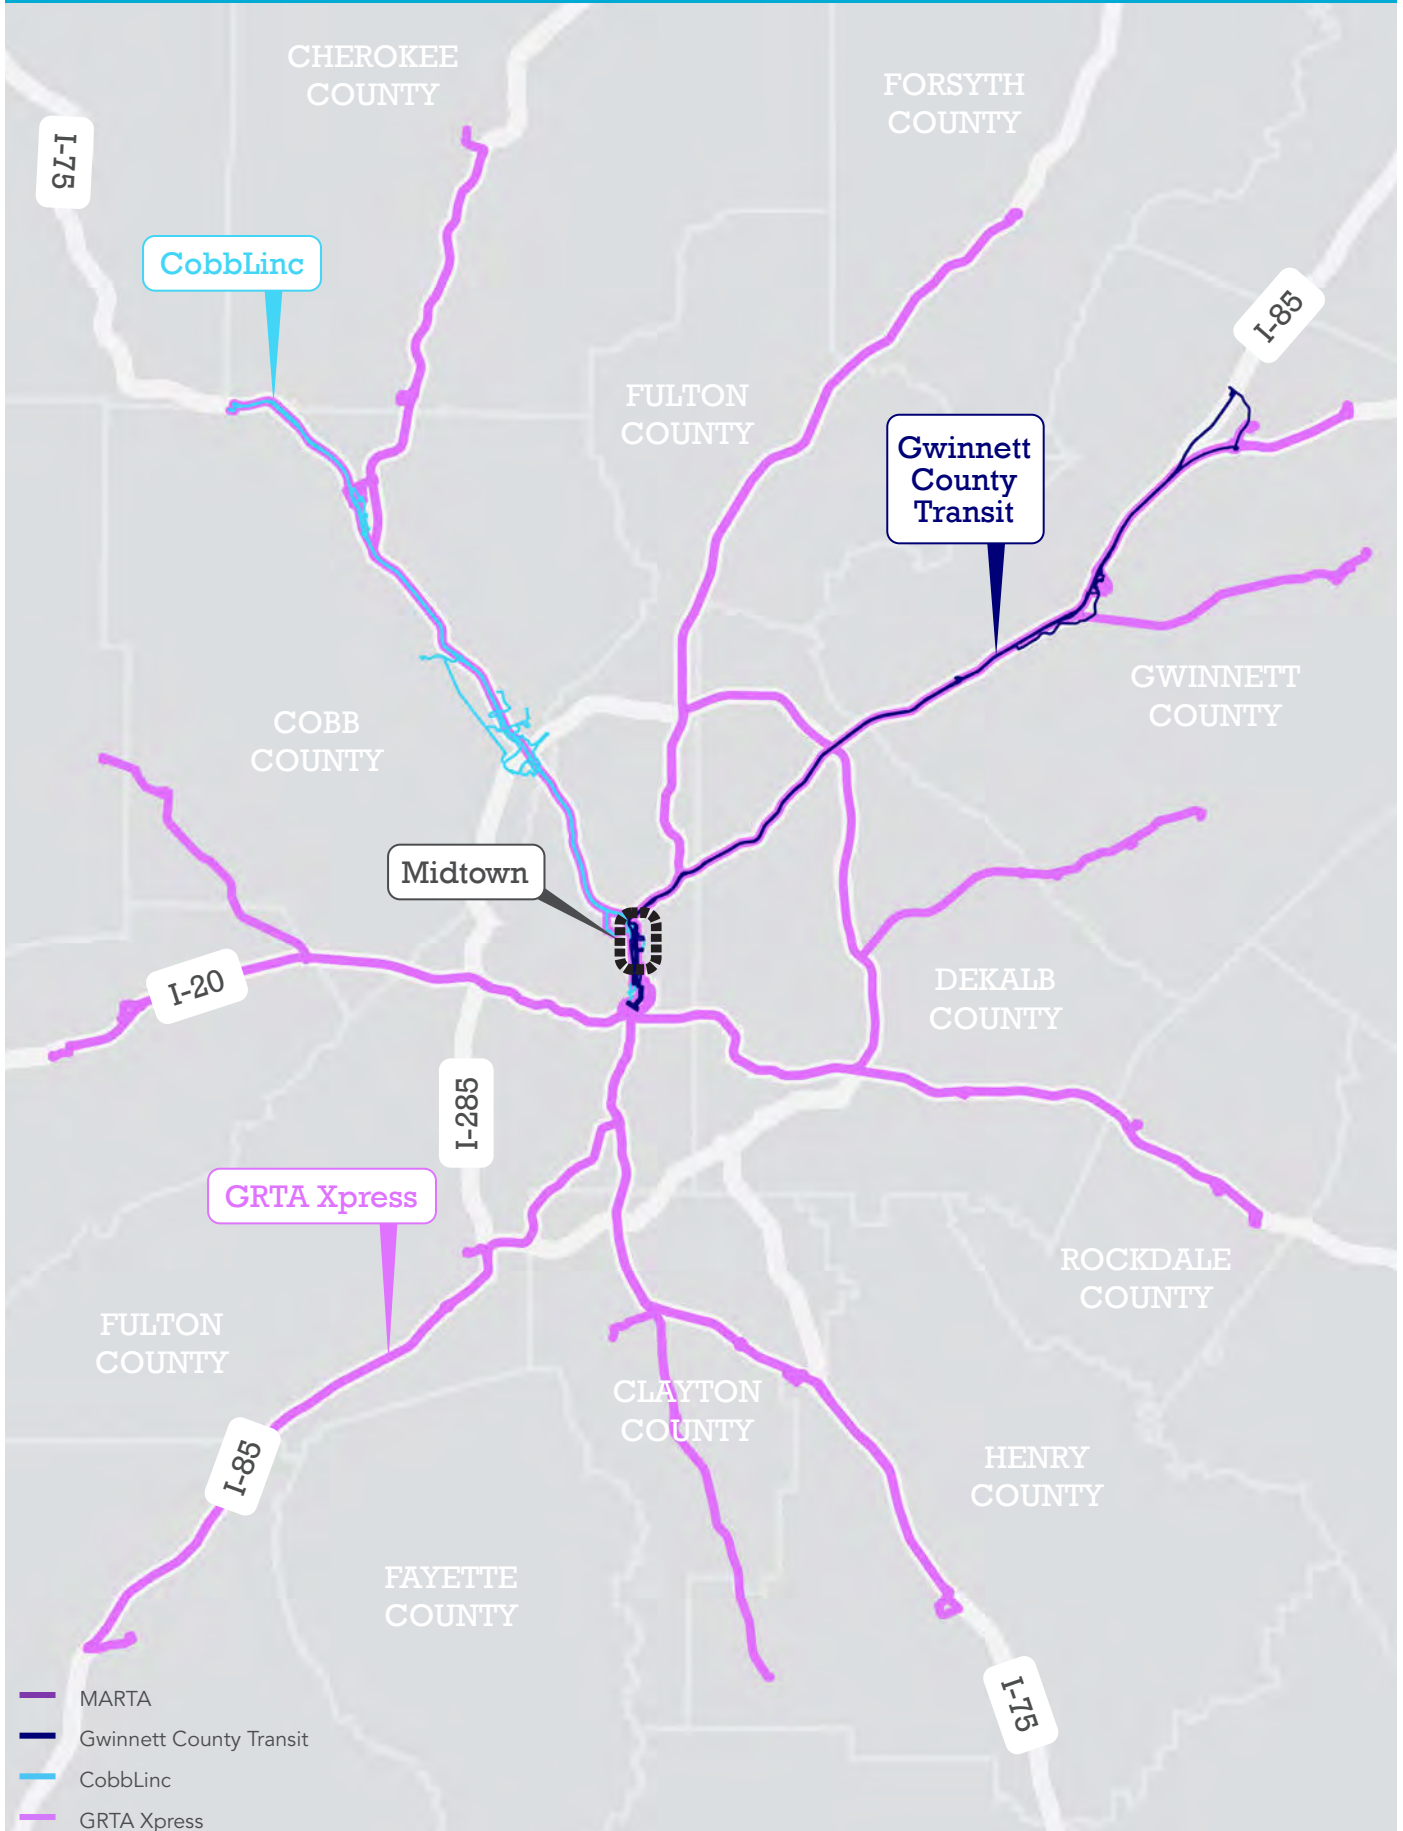 CHEROKEE
COUNTY
FORSYTH
COUNTY
I-75
CobbLinc
I-85
FULTON
COUNTY
Gwinnett
County
Transit
GWINNETT
COUNTY
COBB
COUNTY
Midtown
I-20
DEKALB
COUNTY
I-285
GRTA Xpress
ROCKDALE
COUNTY
FULTON
COUNTY
CLAYTON
COUNTY
I-85
HENRY
COUNTY
FAYETTE
COUNTY
I-75
MARTA
Gwinnett County Transit
CobbLinc
GRTA Xpress